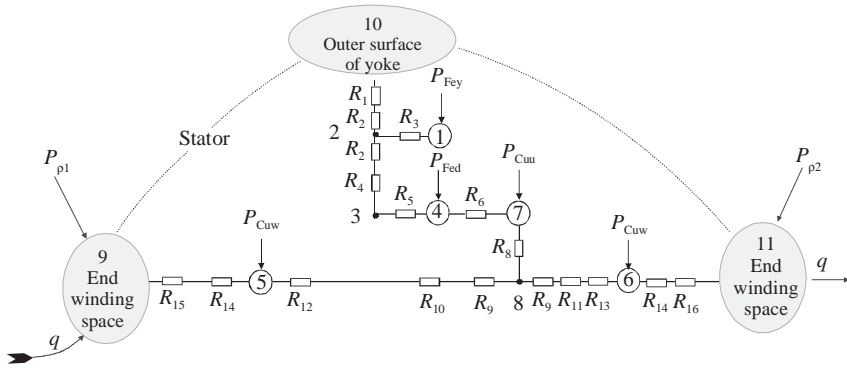 10
Outer surface
of yoke
P_Fey
R_1
R_2
R_3
2
1
Stator
R_2
P_ρ1
P_Fed
P_Cuu
P_ρ2
R_4
R_5
R_6
3
4
7
P_Cuw
P_Cuw
R_8
9
End
winding
space
11
End
winding
space
q
5
6
R_15
R_14
R_12
R_10
R_9
8
R_9
R_11
R_13
R_14
R_16
q